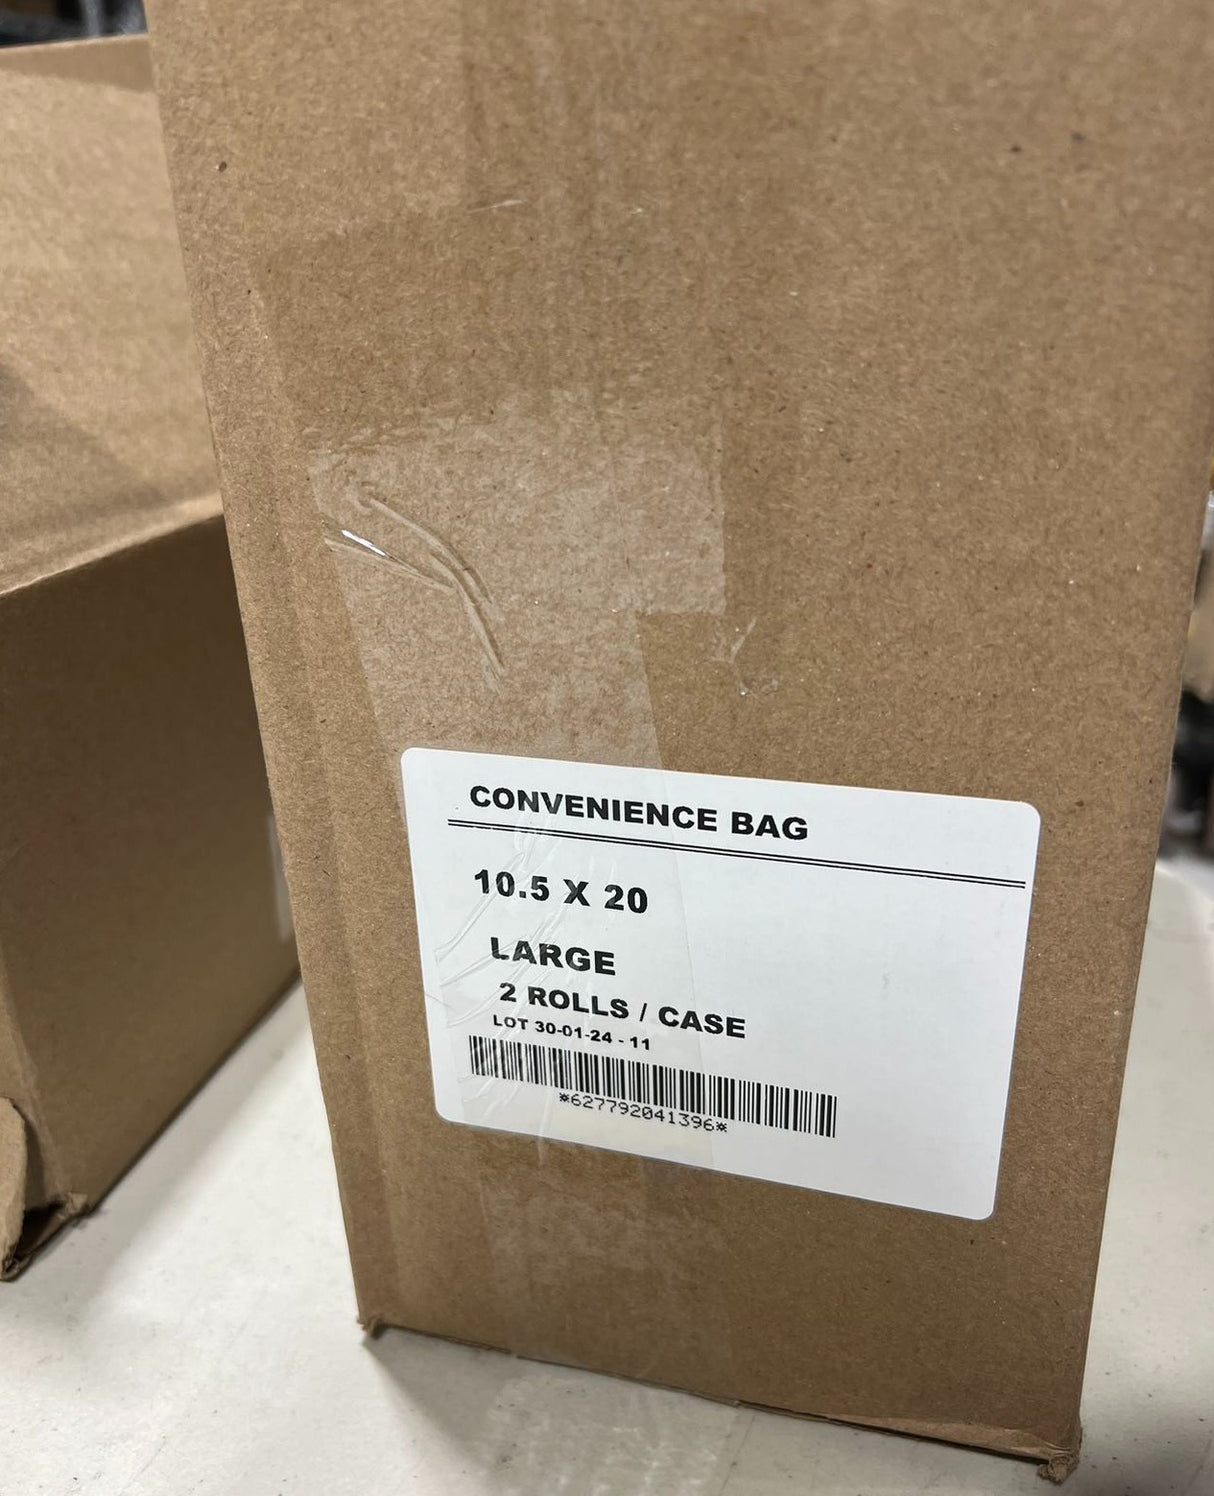 CONVENIENCE BAG
10.5 X 20
LARGE
2 ROLLS / CASE
LOT 30-01-24 - 11
*627792041396*